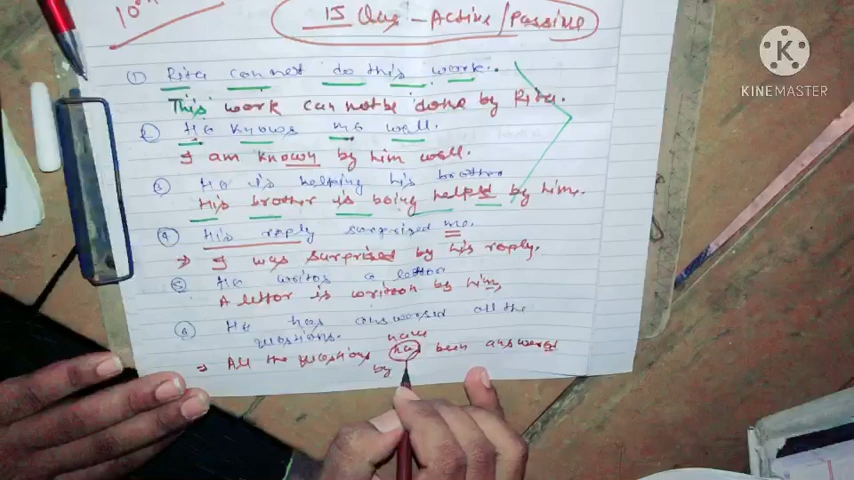 10th
15 Ques - Active/Passive
① Rita can not do this work.
This work can not be done by Rita.
2. He knows me well.
I am known by him well.
3. He is helping his brother
His brother is being helped by him.
④ His reply surprised me.
→ I was surprised by his reply.
⑤ He writes a letter
A letter is written by him
⑥ He has answered all the
questions.
have
→ All the questions has been answered
by
K
KINEMASTER